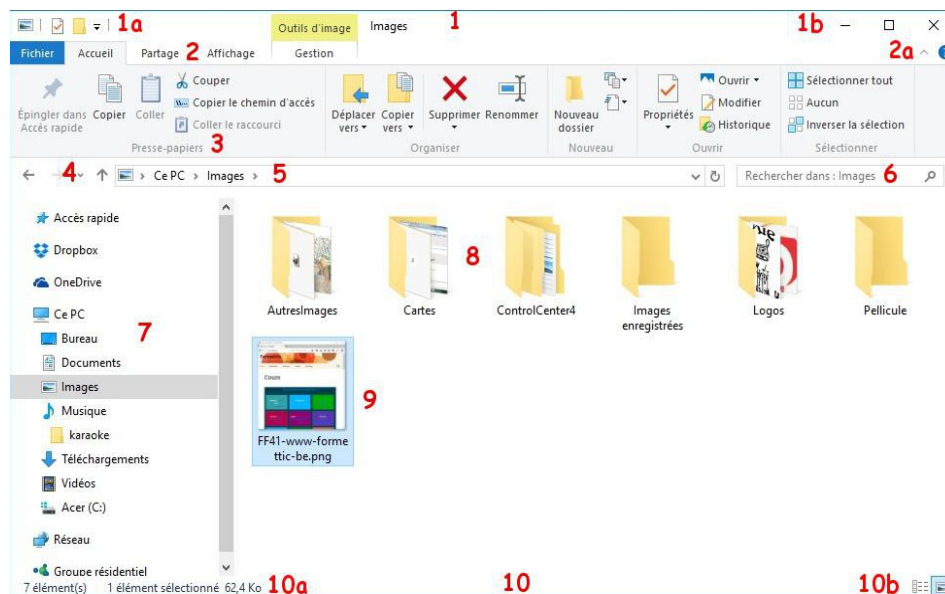 1a
Outils d'image
Images
1
1b
Fichier
Accueil
Partage
2
Affichage
Gestion
2a
Épingler dans
Accès rapide
Copier
Coller
Couper
Copier le chemin d'accès
Coller le raccourci
Presse-papiers
3
Déplacer
vers
Copier
vers
Supprimer
Renommer
Organiser
Nouveau
dossier
Nouveau
Propriétés
Ouvrir
Modifier
Historique
Ouvrir
Sélectionner tout
Aucun
Inverser la sélection
Sélectionner
4
Ce PC > Images >
5
Rechercher dans : Images
6
Accès rapide
Dropbox
OneDrive
Ce PC
7
Bureau
Documents
Images
Musique
karaoke
Téléchargements
Vidéos
Acer (C:)
Réseau
Groupe résidentiel
AutresImages
Cartes
8
ControlCenter4
Images
enregistrées
Logos
Pellicule
Cours
9
FF41-www-forme
ttic-be.png
7 élément(s)
1 élément sélectionné 62,4 Ko
10a
10
10b